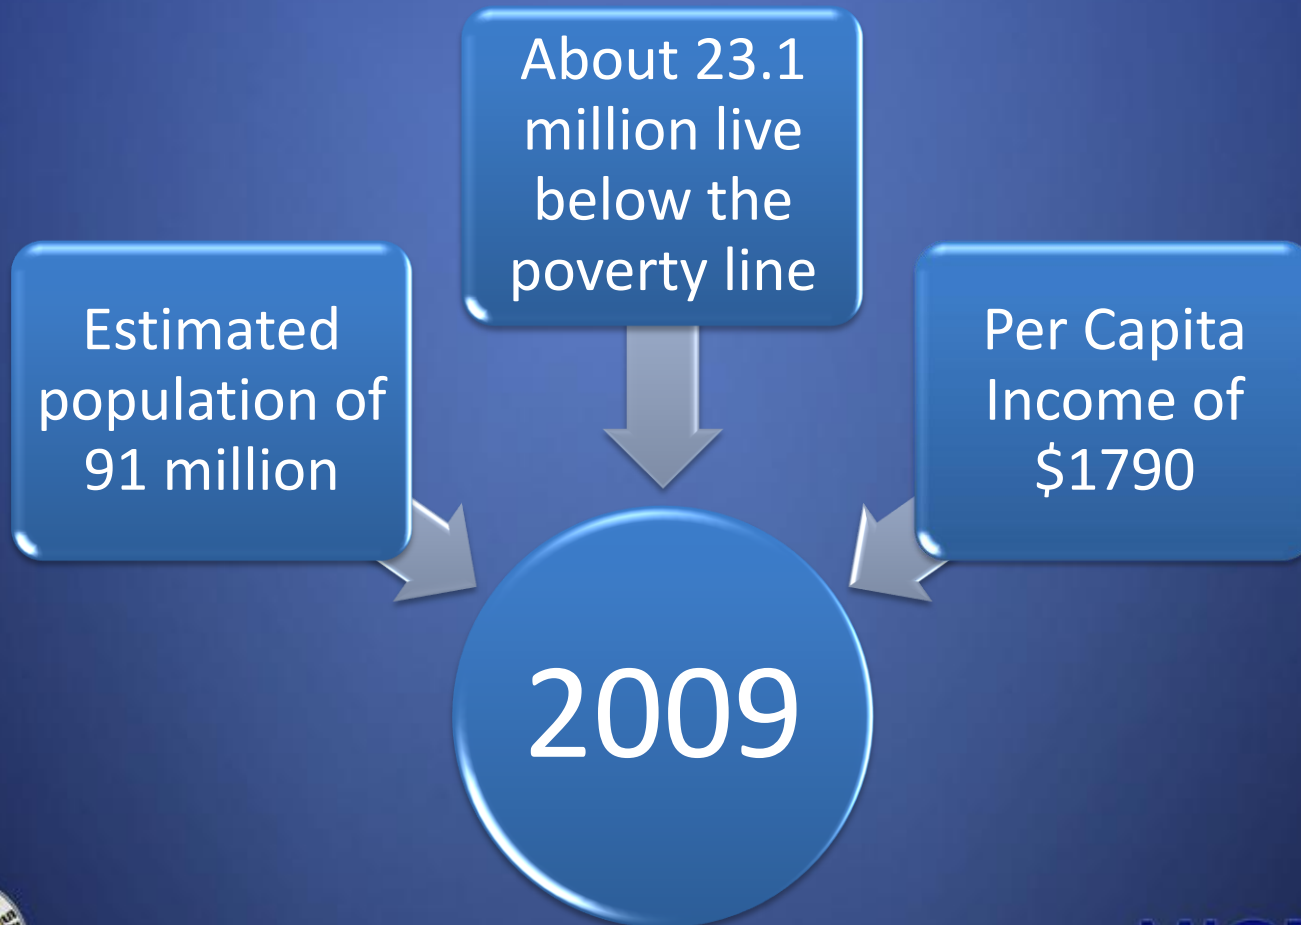 About 23.1
million live
below the
poverty line
Estimated
population of
91 million
Per Capita
Income of
$1790
2009